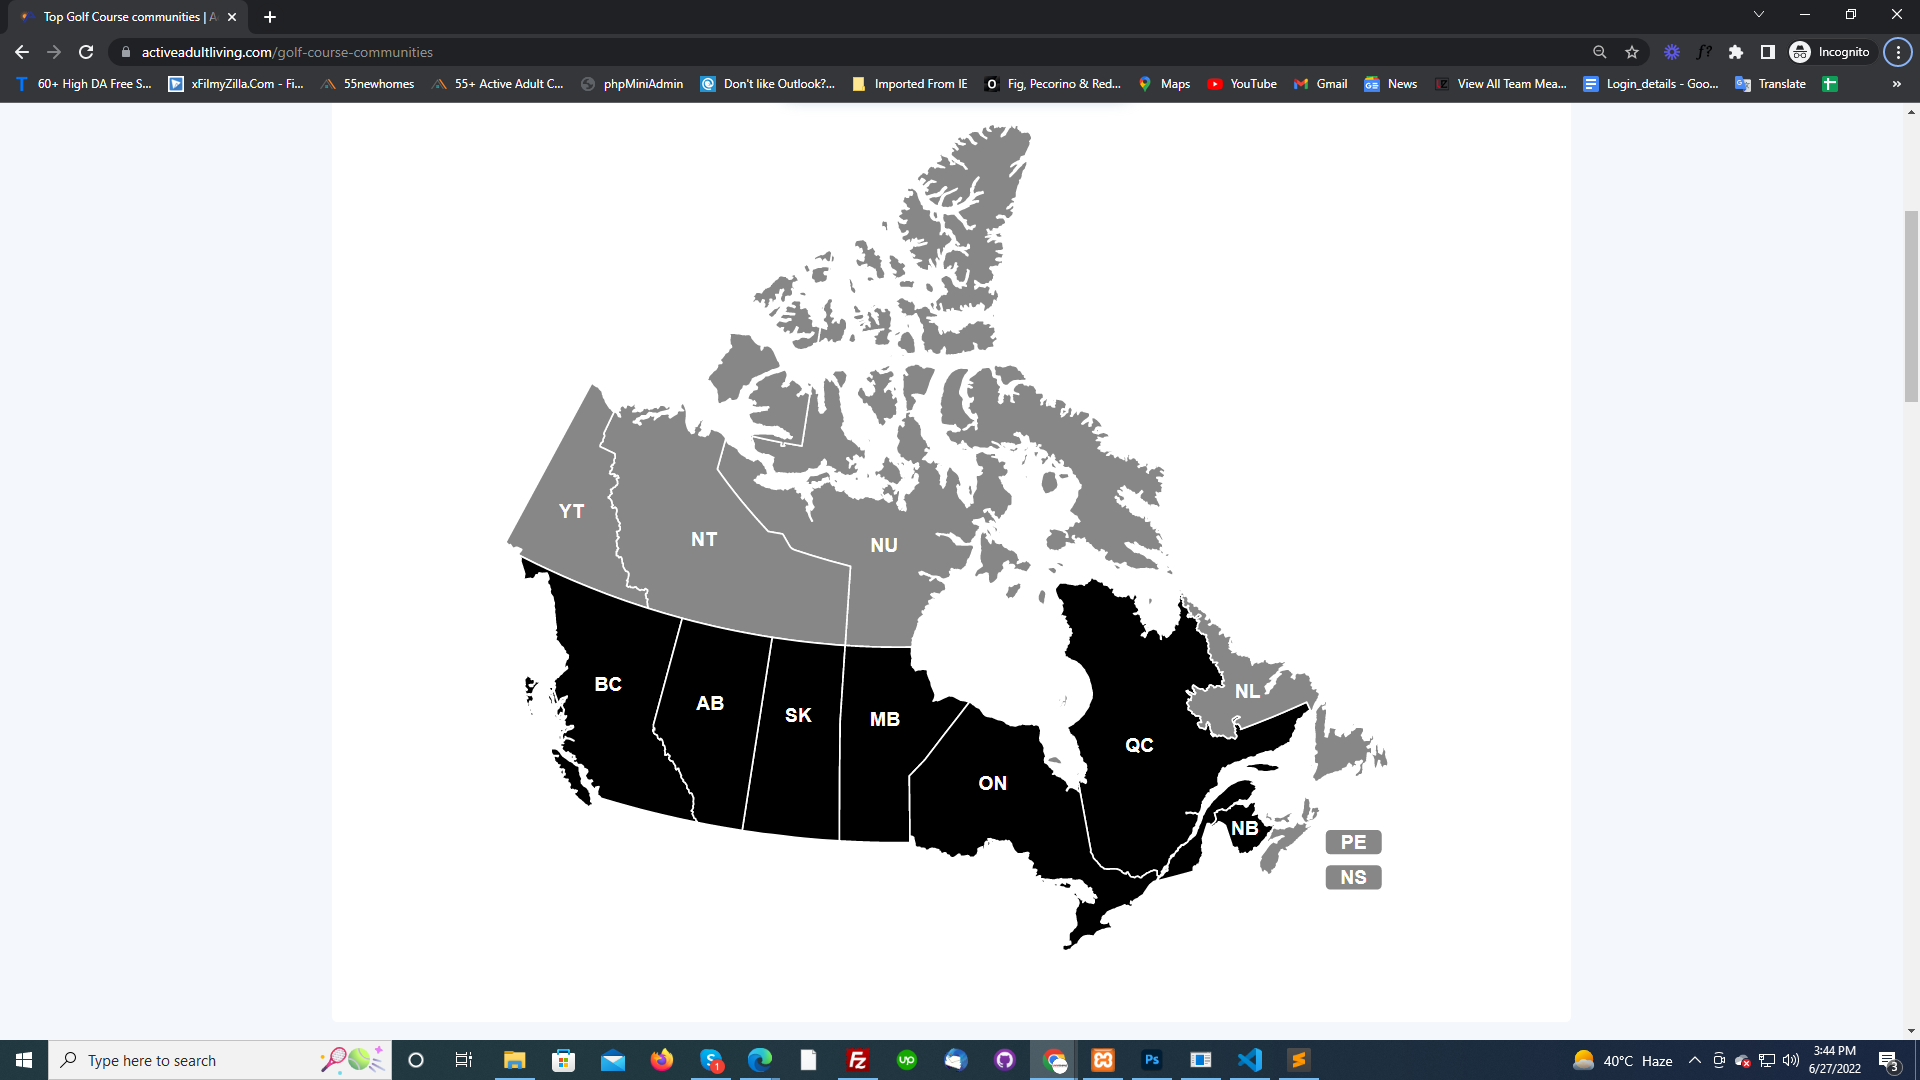 Top Golf Course communities | A
activeadultliving.com/golf-course-communities
Incognito
60+ High DA Free S...
xFilmyZilla.Com - Fi...
55newhomes
55+ Active Adult C...
phpMiniAdmin
Don't like Outlook?...
Imported From IE
Fig, Pecorino & Red...
Maps
YouTube
Gmail
News
View All Team Mea...
Login_details - Goo...
Translate
YT
NT
NU
BC
AB
SK
MB
ON
QC
NL
NB
PE
NS
Type here to search
40°C Haze
3:44 PM
6/27/2022
3